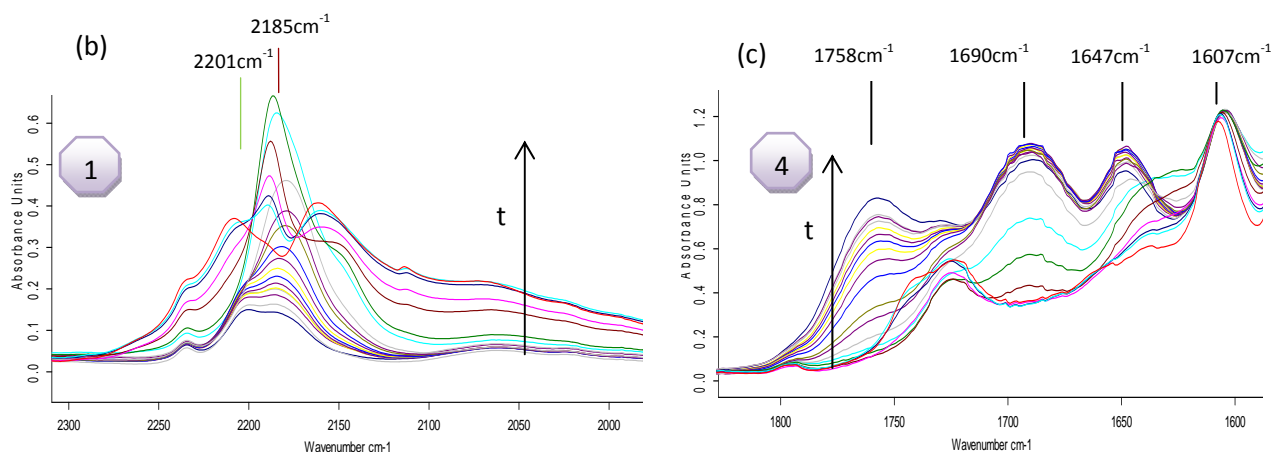 (b)
2185cm⁻¹
2201cm⁻¹
1
t
0.6
0.5
0.4
0.3
0.2
0.1
0.0
Absorbance Units
2300 2250 2200 2150 2100 2050 2000
Wavenumber cm-1
(c)
1758cm⁻¹ 1690cm⁻¹ 1647cm⁻¹ 1607cm⁻¹
4
t
1.2
1.0
0.8
0.6
0.4
0.2
0.0
Absorbance Units
1800 1750 1700 1650 1600
Wavenumber cm-1